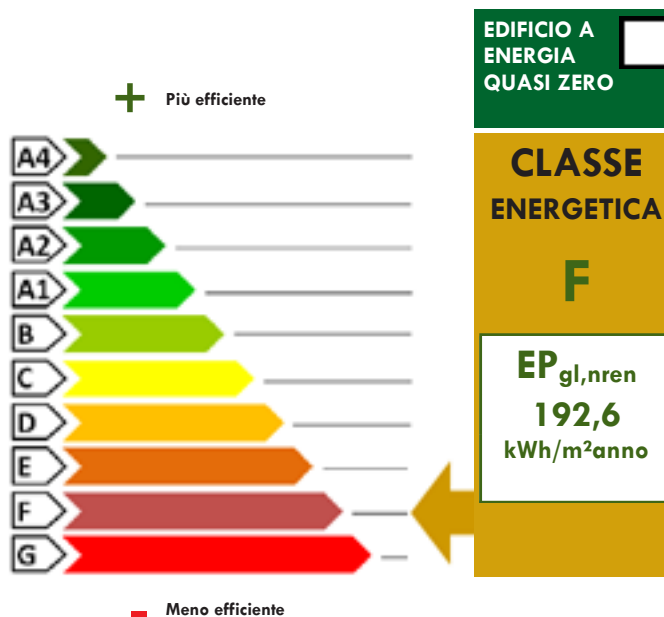 EDIFICIO A
ENERGIA
QUASI ZERO
+ Più efficiente
A4
A3
A2
A1
B
C
D
E
F
G
- Meno efficiente
CLASSE
ENERGETICA
F
EPgl,nren
192,6
kWh/m²anno